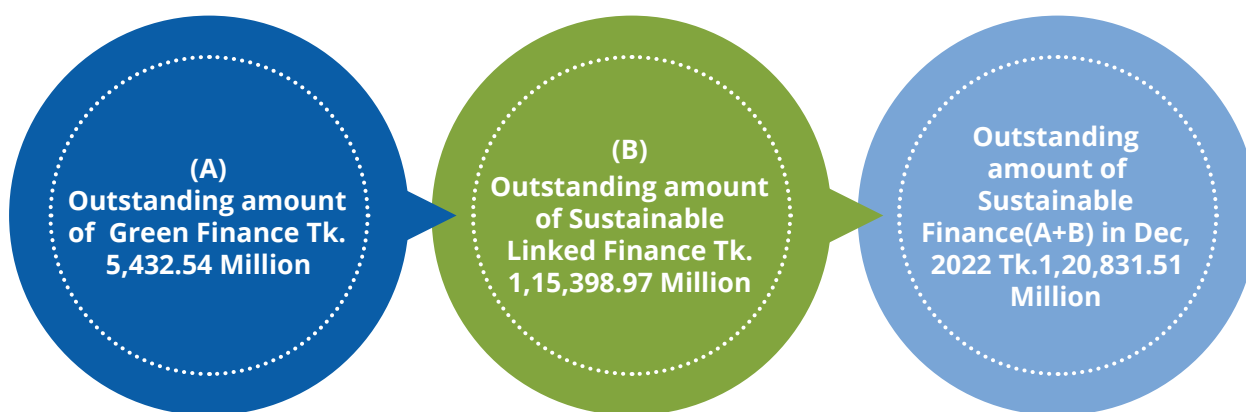 (A)
Outstanding amount
of Green Finance Tk.
5,432.54 Million
(B)
Outstanding amount
of Sustainable
Linked Finance Tk.
1,15,398.97 Million
Outstanding
amount of
Sustainable
Finance(A+B) in Dec,
2022 Tk.1,20,831.51
Million